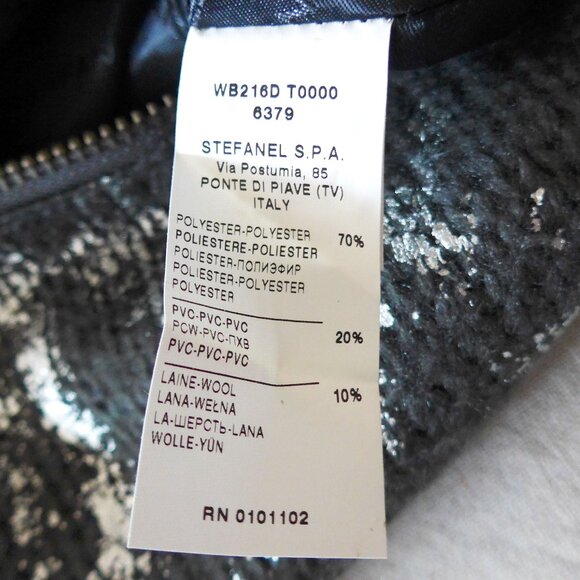 WB216D T0000
6379
STEFANEL S.P.A.
Via Postumia, 85
PONTE DI PIAVE (TV)
ITALY
POLYESTER-POLYESTER 70%
POLIESTERE-POLIESTER
POLIESTER-ПОЛИЭФИР
POLIESTER-POLYESTER
POLYESTER
PVC-PVC-PVC
PCW-PVC-ПХВ 20%
PVC-PVC-PVC
LAINE-WOOL 10%
LANA-WEŁNA
LA-ШЕРСТЬ-LANA
WOLLE-YÜN
RN 0101102